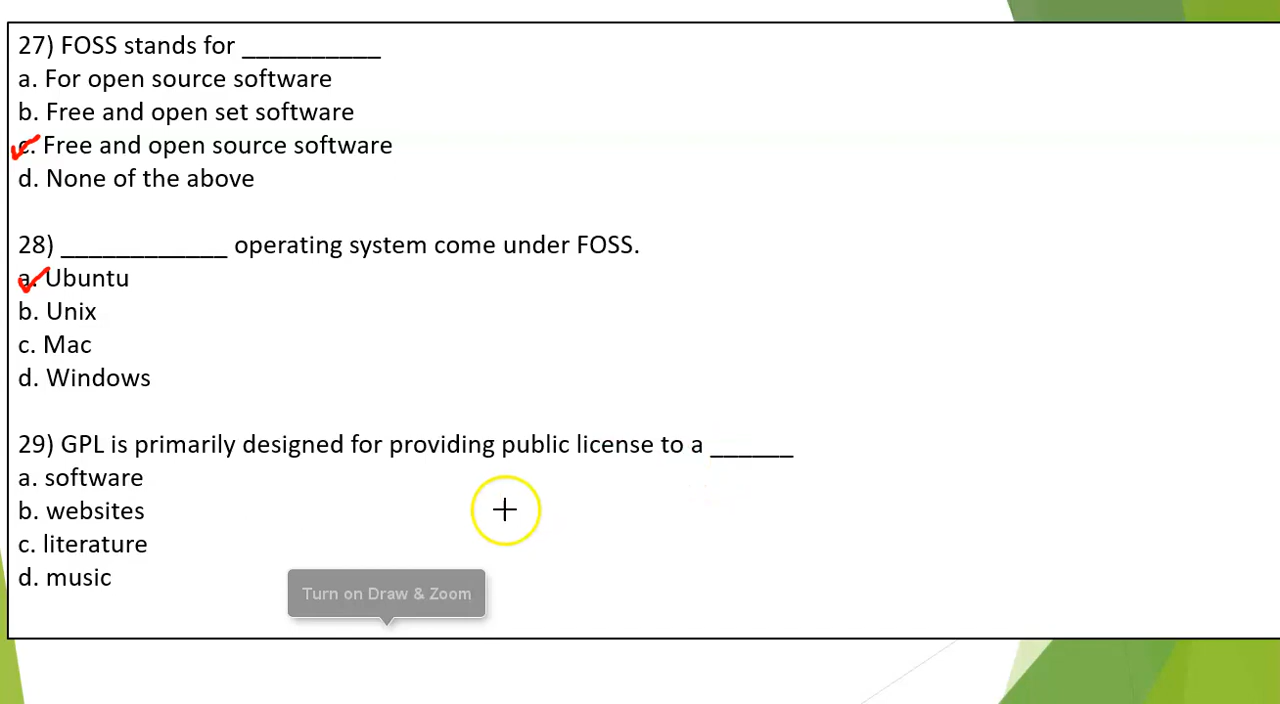 27) FOSS stands for __________
a. For open source software
b. Free and open set software
c. Free and open source software
d. None of the above
28) ____________ operating system come under FOSS.
a. Ubuntu
b. Unix
c. Mac
d. Windows
29) GPL is primarily designed for providing public license to a ______
a. software
b. websites
c. literature
d. music
Turn on Draw & Zoom